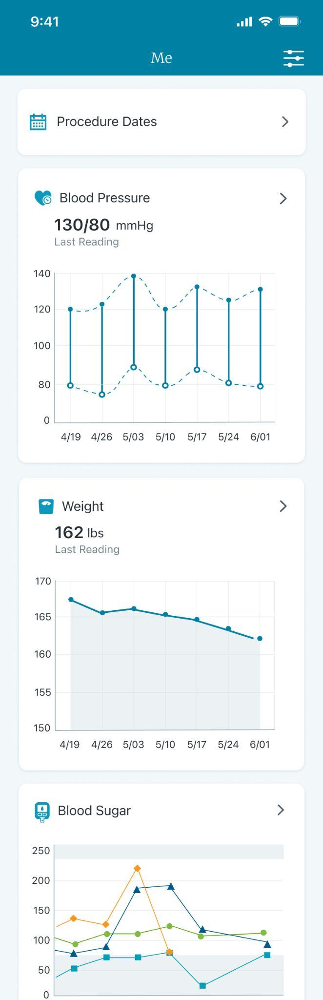 9:41
Me
Procedure Dates
Blood Pressure
130/80 mmHg
Last Reading
140
120
100
80
0
4/19 4/26 5/03 5/10 5/17 5/24 6/01
Weight
162 lbs
Last Reading
170
165
160
155
150
4/19 4/26 5/03 5/10 5/17 5/24 6/01
Blood Sugar
250
200
150
100
50
0